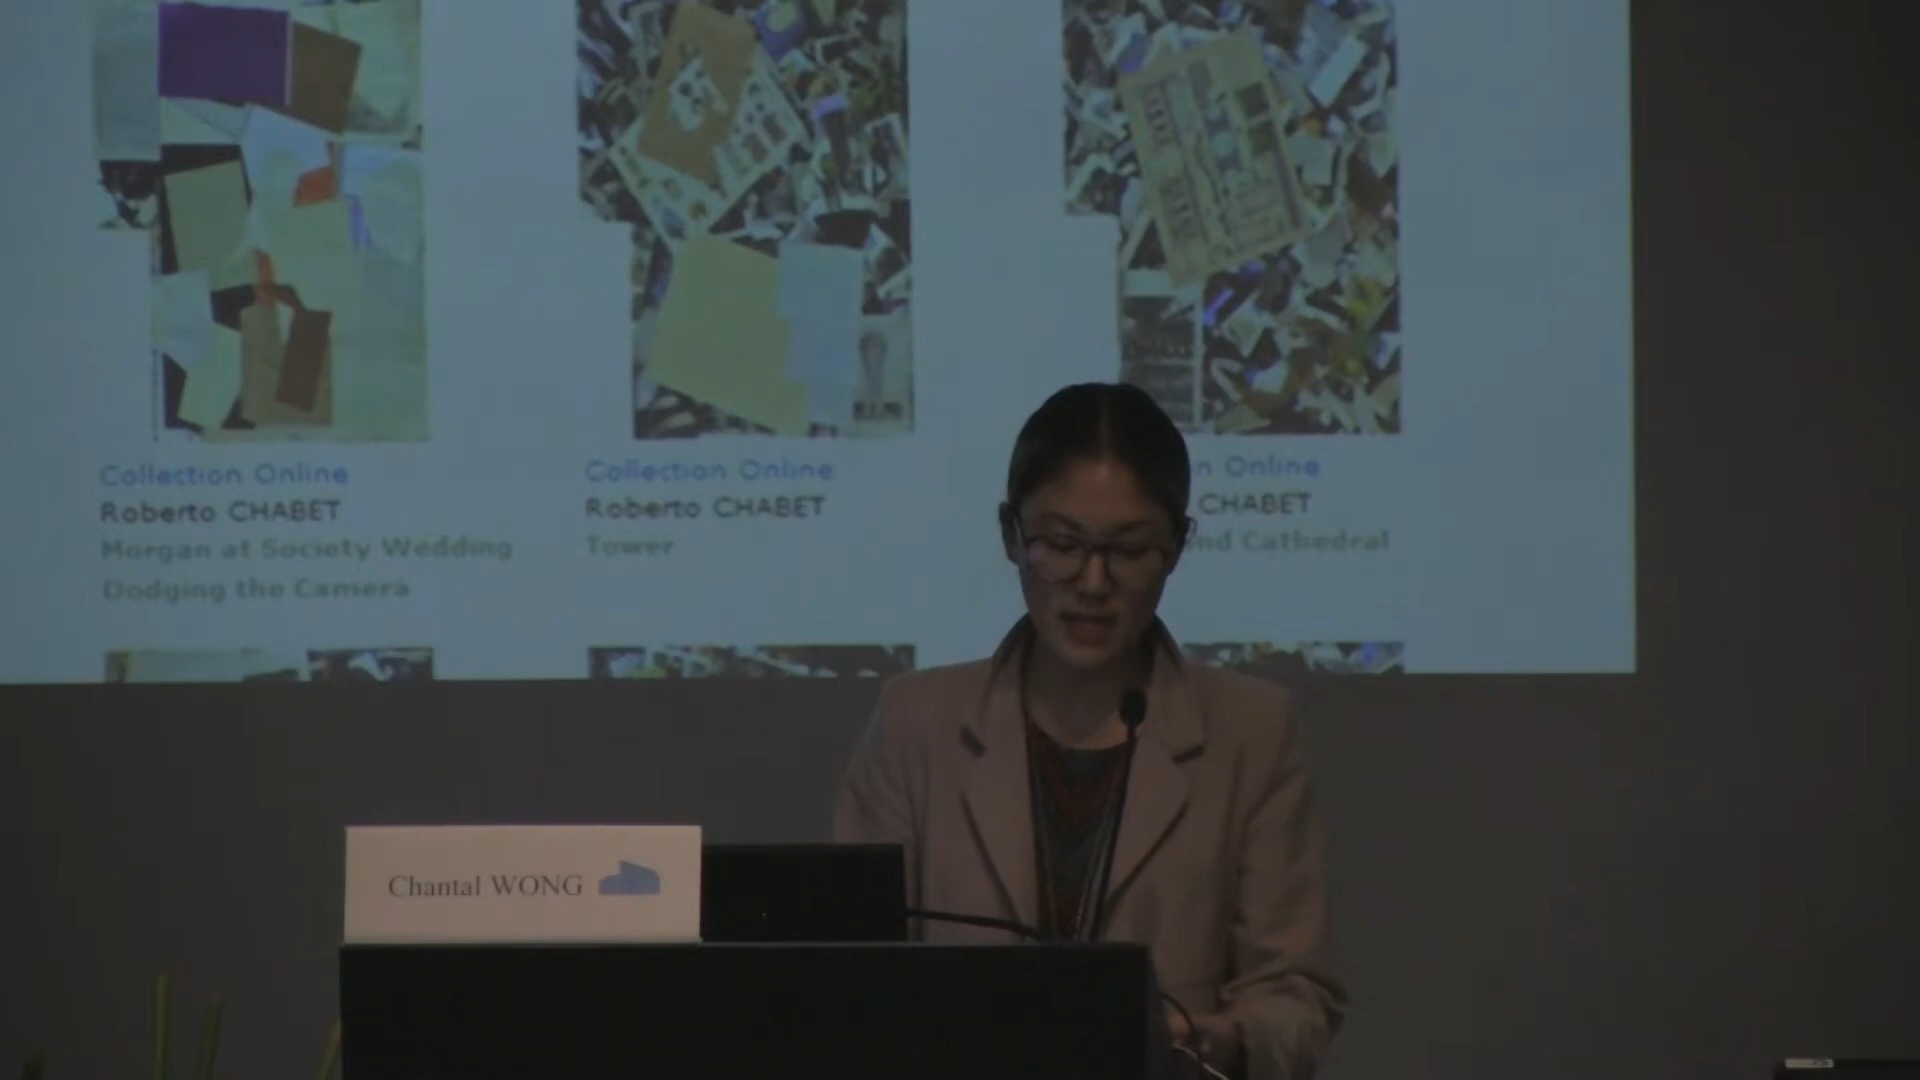 Collection Online
Roberto CHABET
Morgan at Society Wedding
Dodging the Camera
Collection Online
Roberto CHABET
Tower
Online
CHABET
Cathedral
Chantal WONG